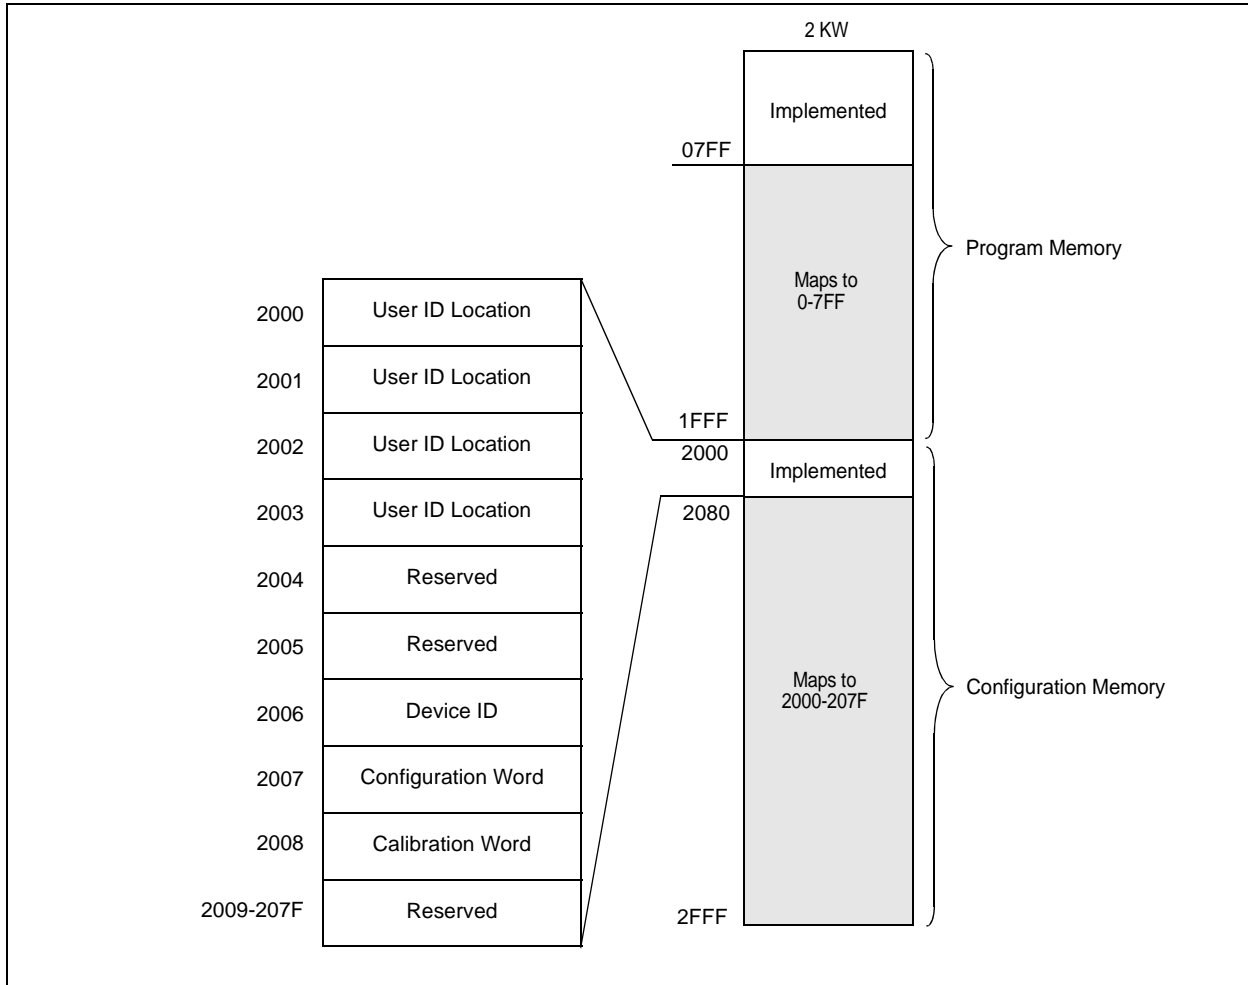 2 KW
Implemented
07FF
Maps to
0-7FF
Program Memory
1FFF
2000
Implemented
2080
Maps to
2000-207F
Configuration Memory
2FFF
2000 User ID Location
2001 User ID Location
2002 User ID Location
2003 User ID Location
2004 Reserved
2005 Reserved
2006 Device ID
2007 Configuration Word
2008 Calibration Word
2009-207F Reserved